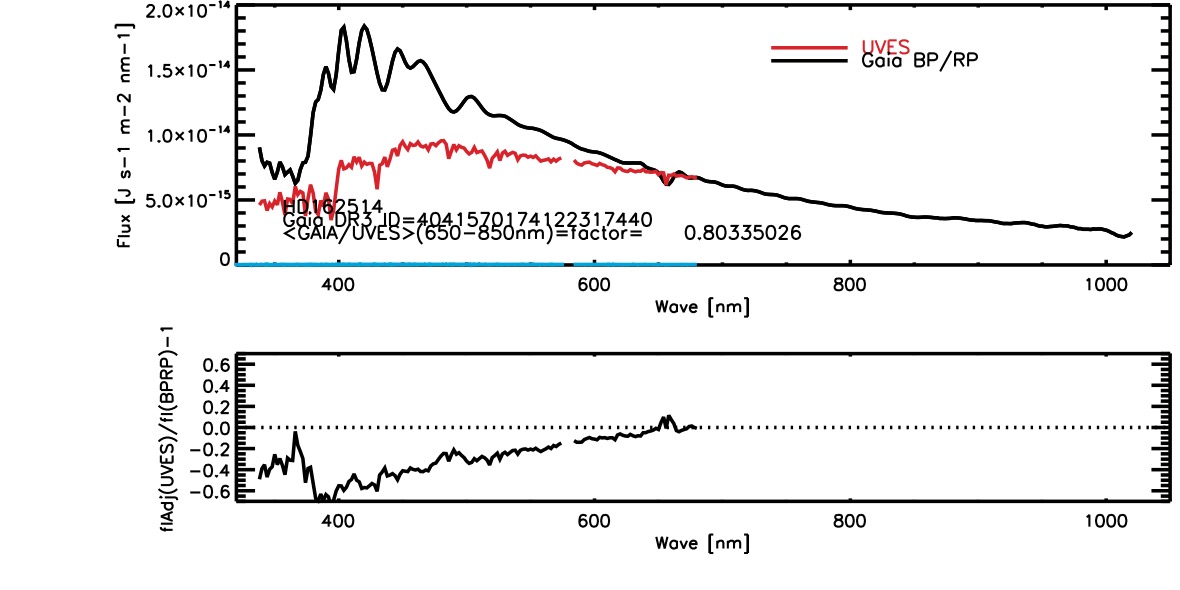 2.0×10⁻¹⁴
1.5×10⁻¹⁴
1.0×10⁻¹⁴
5.0×10⁻¹⁵
0
Flux [J s−1 m−2 nm−1]
UVES
Gaia BP/RP
HD162514
Gaia DR3 ID=4041570174122317440
<GAIA/UVES>(650−850nm)=factor= 0.80335026
400 600 800 1000
Wave [nm]
flAdj(UVES)/fl(BPRP)−1
0.6
0.4
0.2
0.0
−0.2
−0.4
−0.6
400 600 800 1000
Wave [nm]